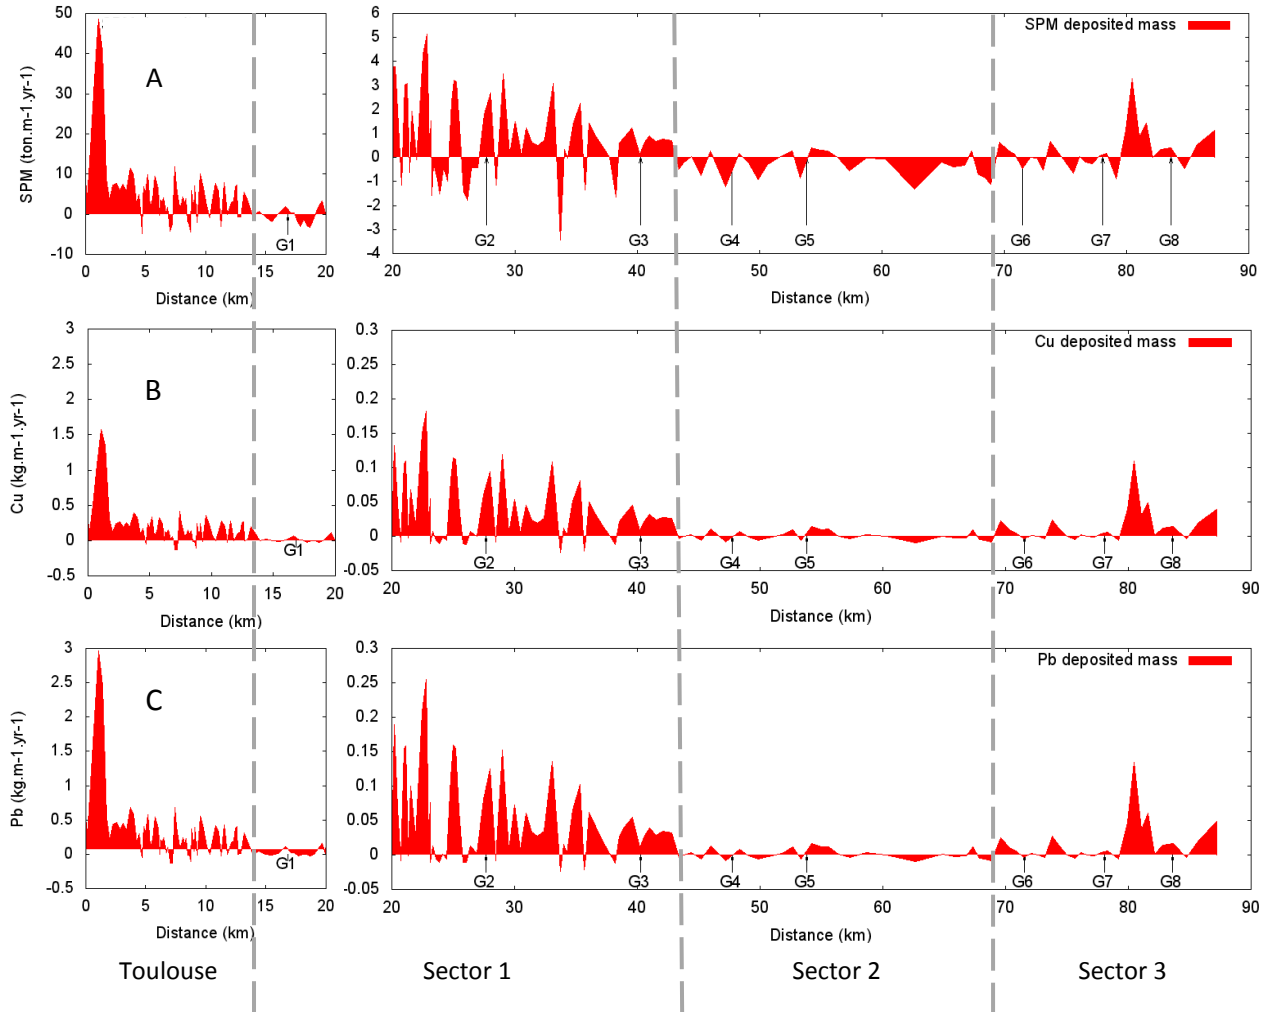 50
40
30
20
10
0
-10
SPM (ton.m-1.yr-1)
A
G1
0 5 10 15 20
Distance (km)
6
5
4
3
2
1
0
-1
-2
-3
-4
SPM deposited mass
G2 G3 G4 G5 G6 G7 G8
20 30 40 50 60 70 80 90
Distance (km)
3
2.5
2
1.5
1
0.5
0
-0.5
Cu (kg.m-1.yr-1)
B
G1
0 5 10 15 20
Distance (km)
0.3
0.25
0.2
0.15
0.1
0.05
0
-0.05
Cu deposited mass
G2 G3 G4 G5 G6 G7 G8
20 30 40 50 60 70 80 90
Distance (km)
3
2.5
2
1.5
1
0.5
0
-0.5
Pb (kg.m-1.yr-1)
C
G1
0 5 10 15 20
Distance (km)
0.3
0.25
0.2
0.15
0.1
0.05
0
-0.05
Pb deposited mass
G2 G3 G4 G5 G6 G7 G8
20 30 40 50 60 70 80 90
Distance (km)
Toulouse Sector 1 Sector 2 Sector 3